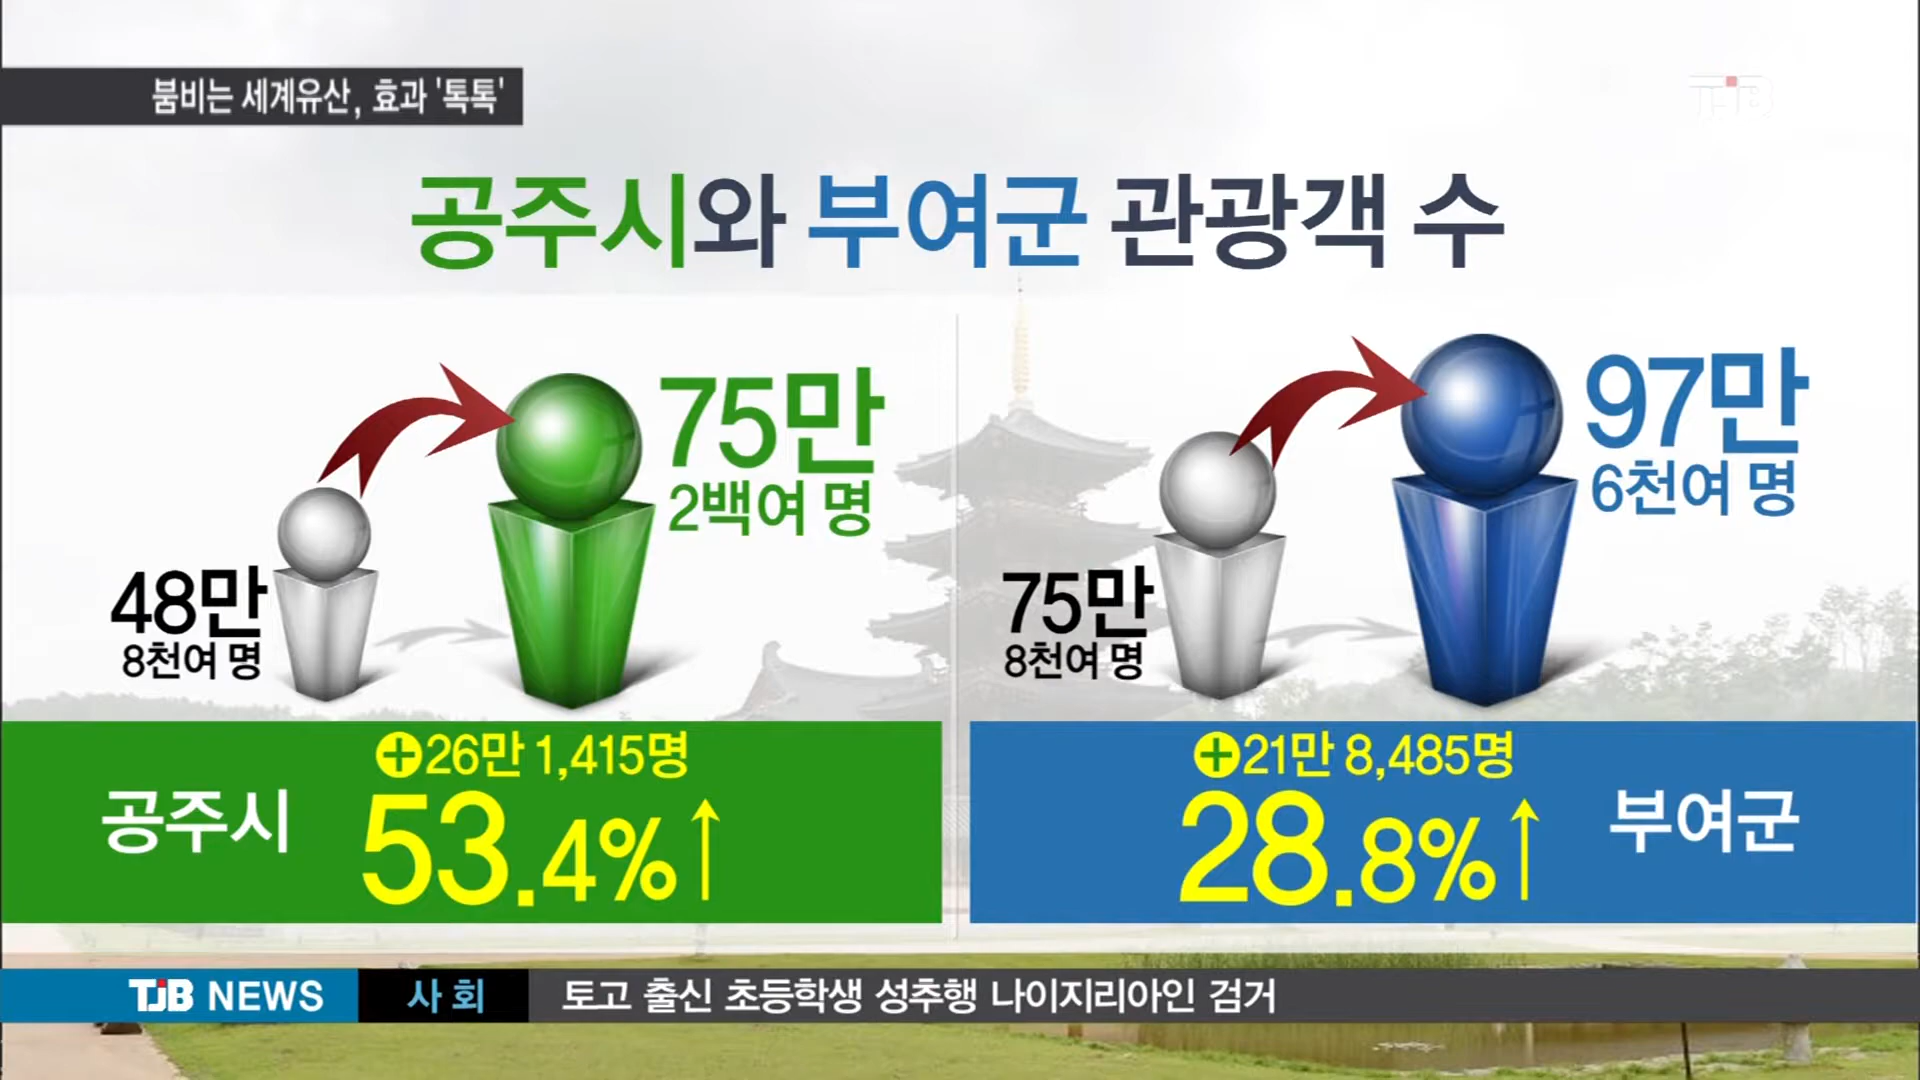 붐비는 세계유산, 효과 '톡톡'
TJB
공주시와 부여군 관광객 수
75만
2백여 명
48만
8천여 명
97만
6천여 명
75만
8천여 명
공주시
+26만 1,415명
53.4%↑
+21만 8,485명
28.8%↑
부여군
TJB NEWS 사회 토고 출신 초등학생 성추행 나이지리아인 검거